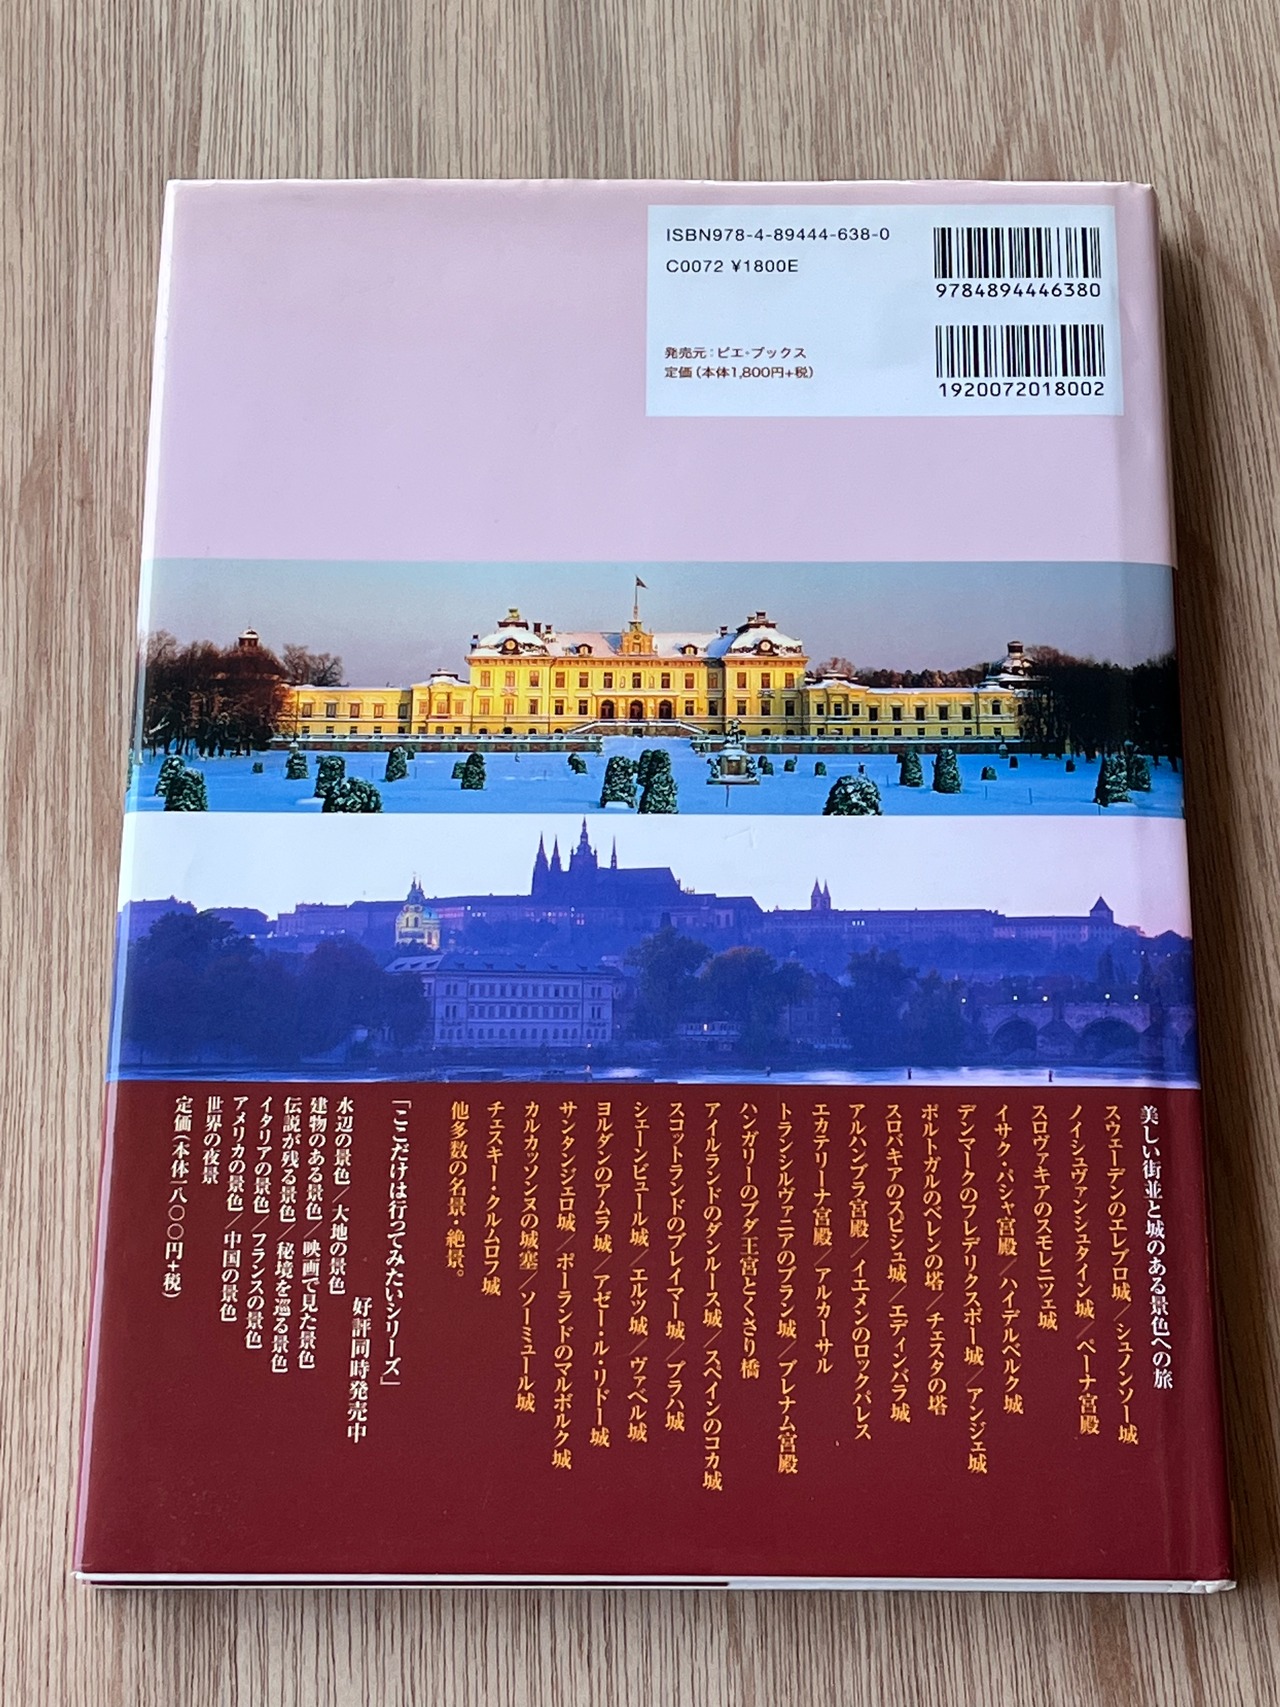 ISBN978-4-89444-638-0
C0072 ¥1800E
9784894446380
発売元：ピエ・ブックス
定価（本体1,800円+税）
1920072018002
美しい街並と城のある景色への旅
スウェーデンのエレブロ城／シュノンソー城
ノイシュヴァンシュタイン城／ペーナ宮殿
スロヴァキアのスモレニツェ城
イサク・パシャ宮殿／ハイデルベルク城
デンマークのフレデリクスボー城／アンジェ城
ポルトガルのベレンの塔／チェスタの塔
スロバキアのスピシュ城／エディンバラ城
アルハンブラ宮殿／イエメンのロックパレス
エカテリーナ宮殿／アルカーサル
トランシルヴァニアのブラン城／ブレナム宮殿
ハンガリーのブダ王宮とくさり橋
アイルランドのダンルース城／スペインのコカ城
スコットランドのブレイマー城／プラハ城
シェーンビュール城／エルツ城／ヴァベル城
ヨルダンのアムラ城／アゼー・ル・リドー城
サンタンジェロ城／ポーランドのマルボルク城
カルカッソンヌの城塞／ソーミュール城
チェスキー・クルムロフ城
他多数の名景・絶景。
「ここだけは行ってみたいシリーズ」
好評同時発売中
水辺の景色／大地の景色
建物のある景色／映画で見た景色
伝説が残る景色／秘境を巡る景色
イタリアの景色／フランスの景色
アメリカの景色／中国の景色
世界の夜景
定価（本体一八〇〇円+税）